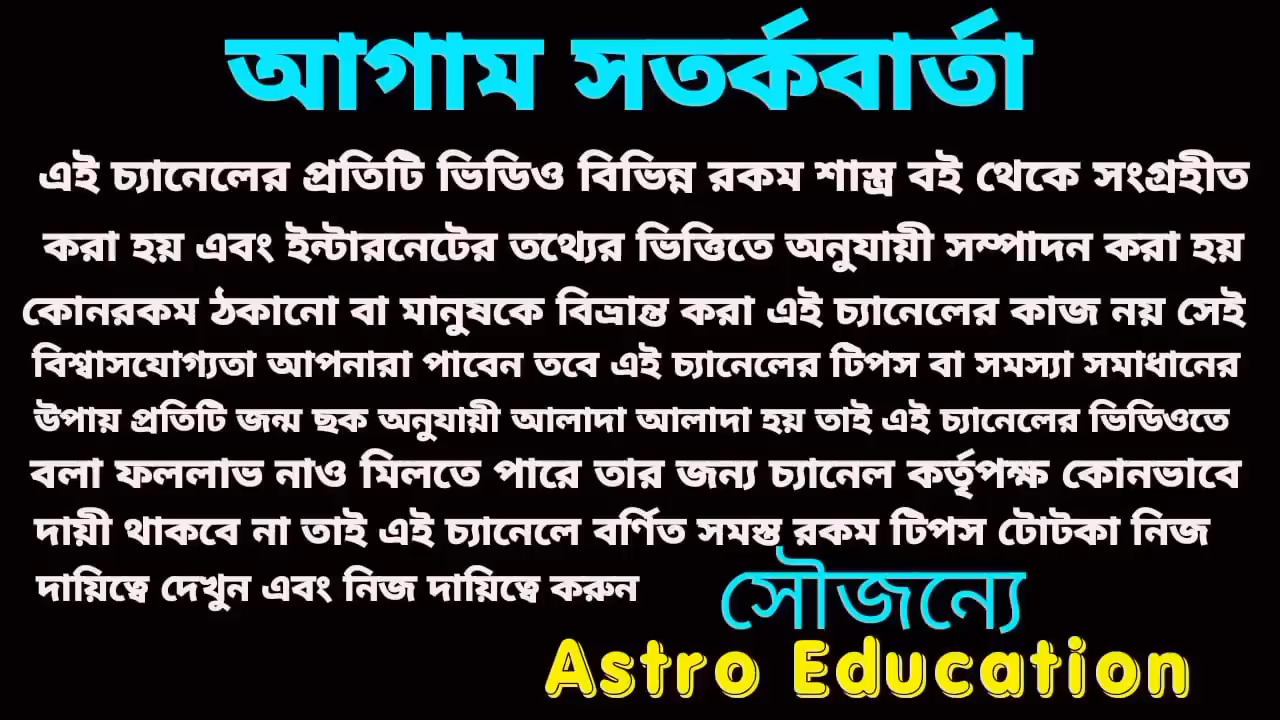 আগাম সতর্কবার্তা
এই চ্যানেলের প্রতিটি ভিডিও বিভিন্ন রকম শাস্ত্র বই থেকে সংগ্রহীত
করা হয় এবং ইন্টারনেটের তথ্যের ভিত্তিতে অনুযায়ী সম্পাদন করা হয়
কোনরকম ঠকানো বা মানুষকে বিভ্রান্ত করা এই চ্যানেলের কাজ নয় সেই
বিশ্বাসযোগ্যতা আপনারা পাবেন তবে এই চ্যানেলের টিপস বা সমস্যা সমাধানের
উপায় প্রতিটি জন্ম ছক অনুযায়ী আলাদা আলাদা হয় তাই এই চ্যানেলের ভিডিওতে
বলা ফললাভ নাও মিলতে পারে তার জন্য চ্যানেল কর্তৃপক্ষ কোনভাবে
দায়ী থাকবে না তাই এই চ্যানেলে বর্ণিত সমস্ত রকম টিপস টোটকা নিজ
দায়িত্বে দেখুন এবং নিজ দায়িত্বে করুন
সৌজন্যে
Astro Education